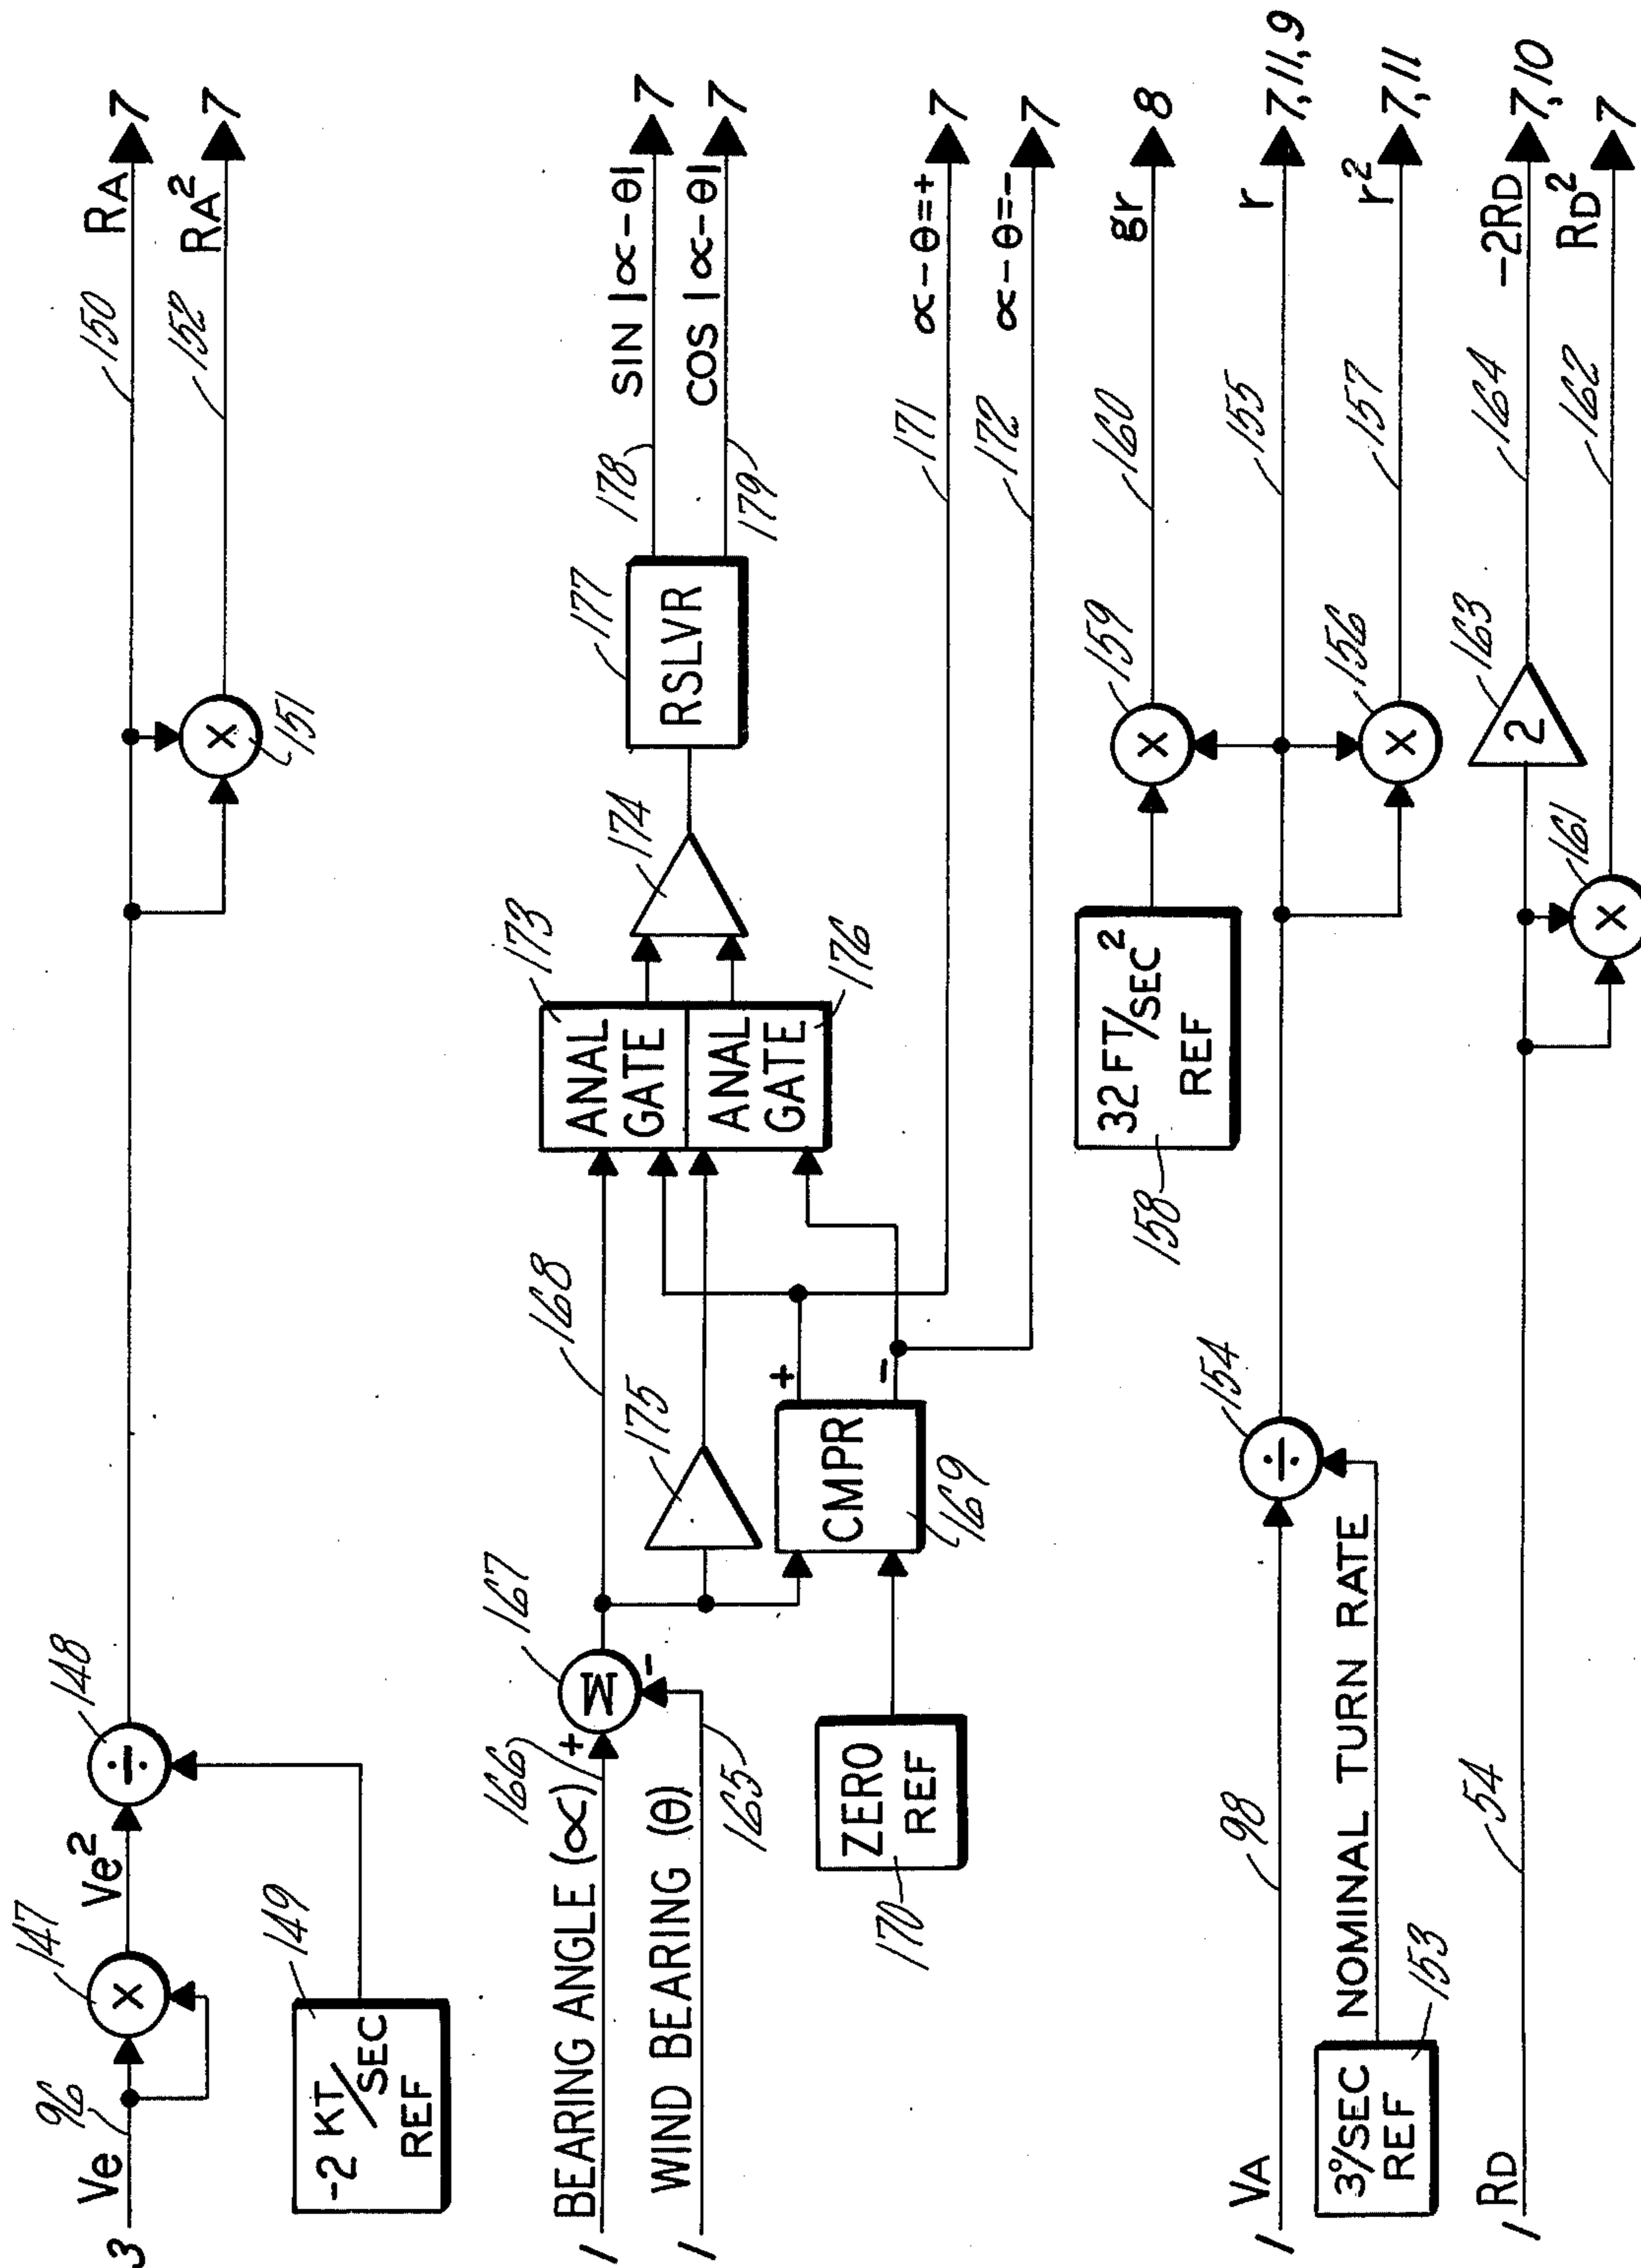 3 Ve
96
147
×
Ve²
148
÷
-2 KT/SEC
REF
149
150
RA
7
151
×
152
RA²
7
1 BEARING ANGLE (∝)
166
+
167
Σ
-
1 WIND BEARING (θ)
165
168
175
ZERO
REF
170
CMPR
169
+
-
173
ANAL
GATE
ANAL
GATE
176
174
177
RSLVR
178
SIN |∝-θ|
7
179
COS |∝-θ|
7
171
∝-θ=+
7
172
∝-θ=-
7
32 FT/SEC²
REF
158
159
×
160
gr
8
1 VA
98
154
÷
155
r
7,11,9
3°/SEC
REF
153
NOMINAL TURN RATE
156
×
157
r²
7,11
1 RD
54
2
163
164
-2RD
7,10
161
×
162
RD²
7